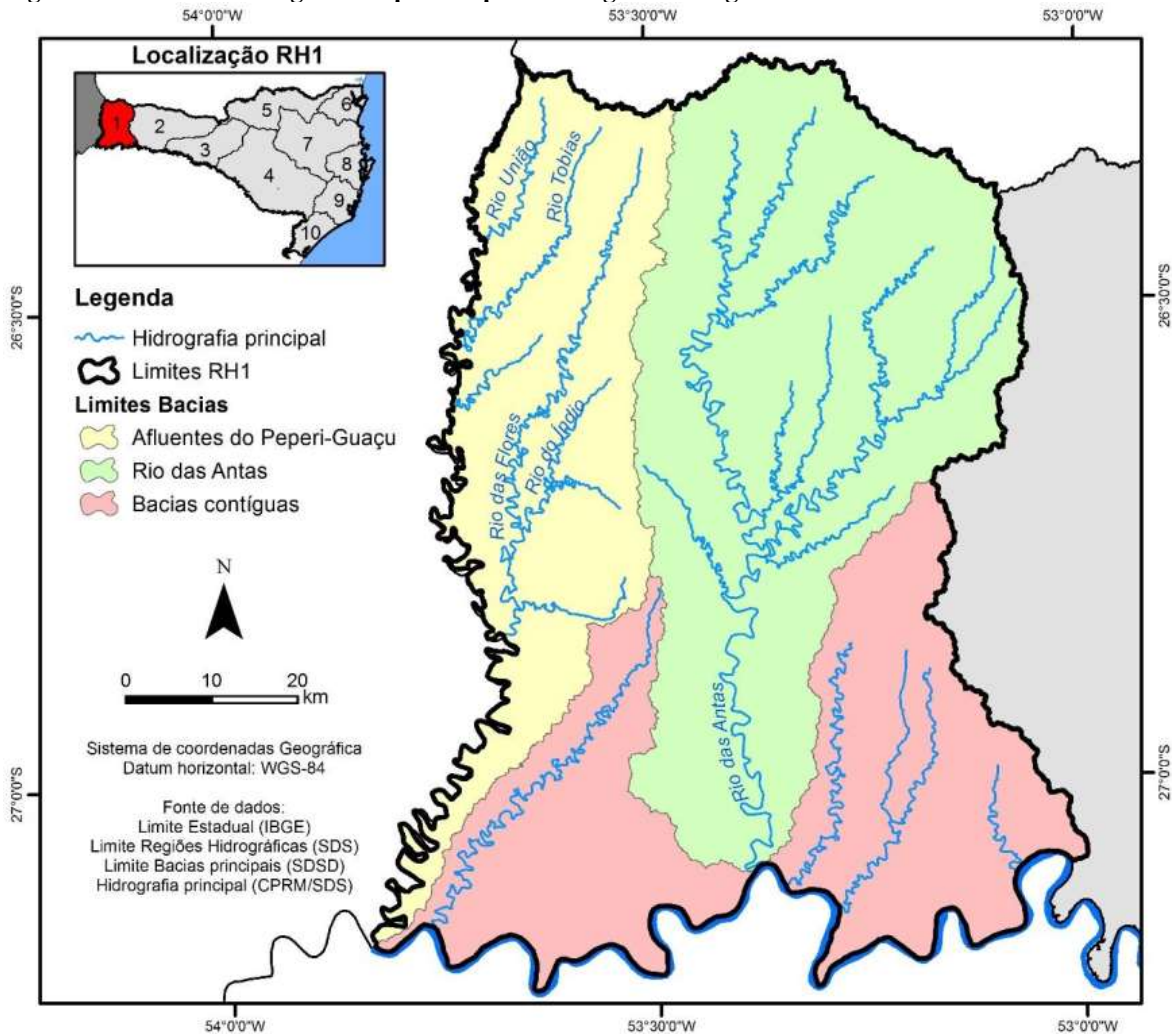 54°0'0"W
53°30'0"W
53°0'0"W
Localização RH1
1
2
3
4
5
6
7
8
9
10
Legenda
Hidrografia principal
Limites RH1
Limites Bacias
Afluentes do Peperi-Guaçu
Rio das Antas
Bacias contíguas
N
0 10 20
km
Sistema de coordenadas Geográfica
Datum horizontal: WGS-84
Fonte de dados:
Limite Estadual (IBGE)
Limite Regiões Hidrográficas (SDS)
Limite Bacias principais (SDSD)
Hidrografia principal (CPRM/SDS)
Rio União
Rio Tobias
Rio das Flores
Rio do Índio
Rio das Antas
26°30'0"S
27°0'0"S
26°30'0"S
27°0'0"S
54°0'0"W
53°30'0"W
53°0'0"W